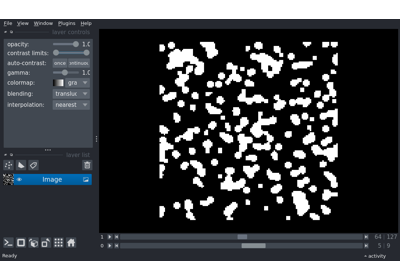 File View Window Plugins Help
layer controls
opacity: 1.0
contrast limits:
auto-contrast: once
gamma: 1.0
colormap: gra
blending: translu
interpolation: nearest
layer list
Image
1 64 127
0 5 9
Ready activity